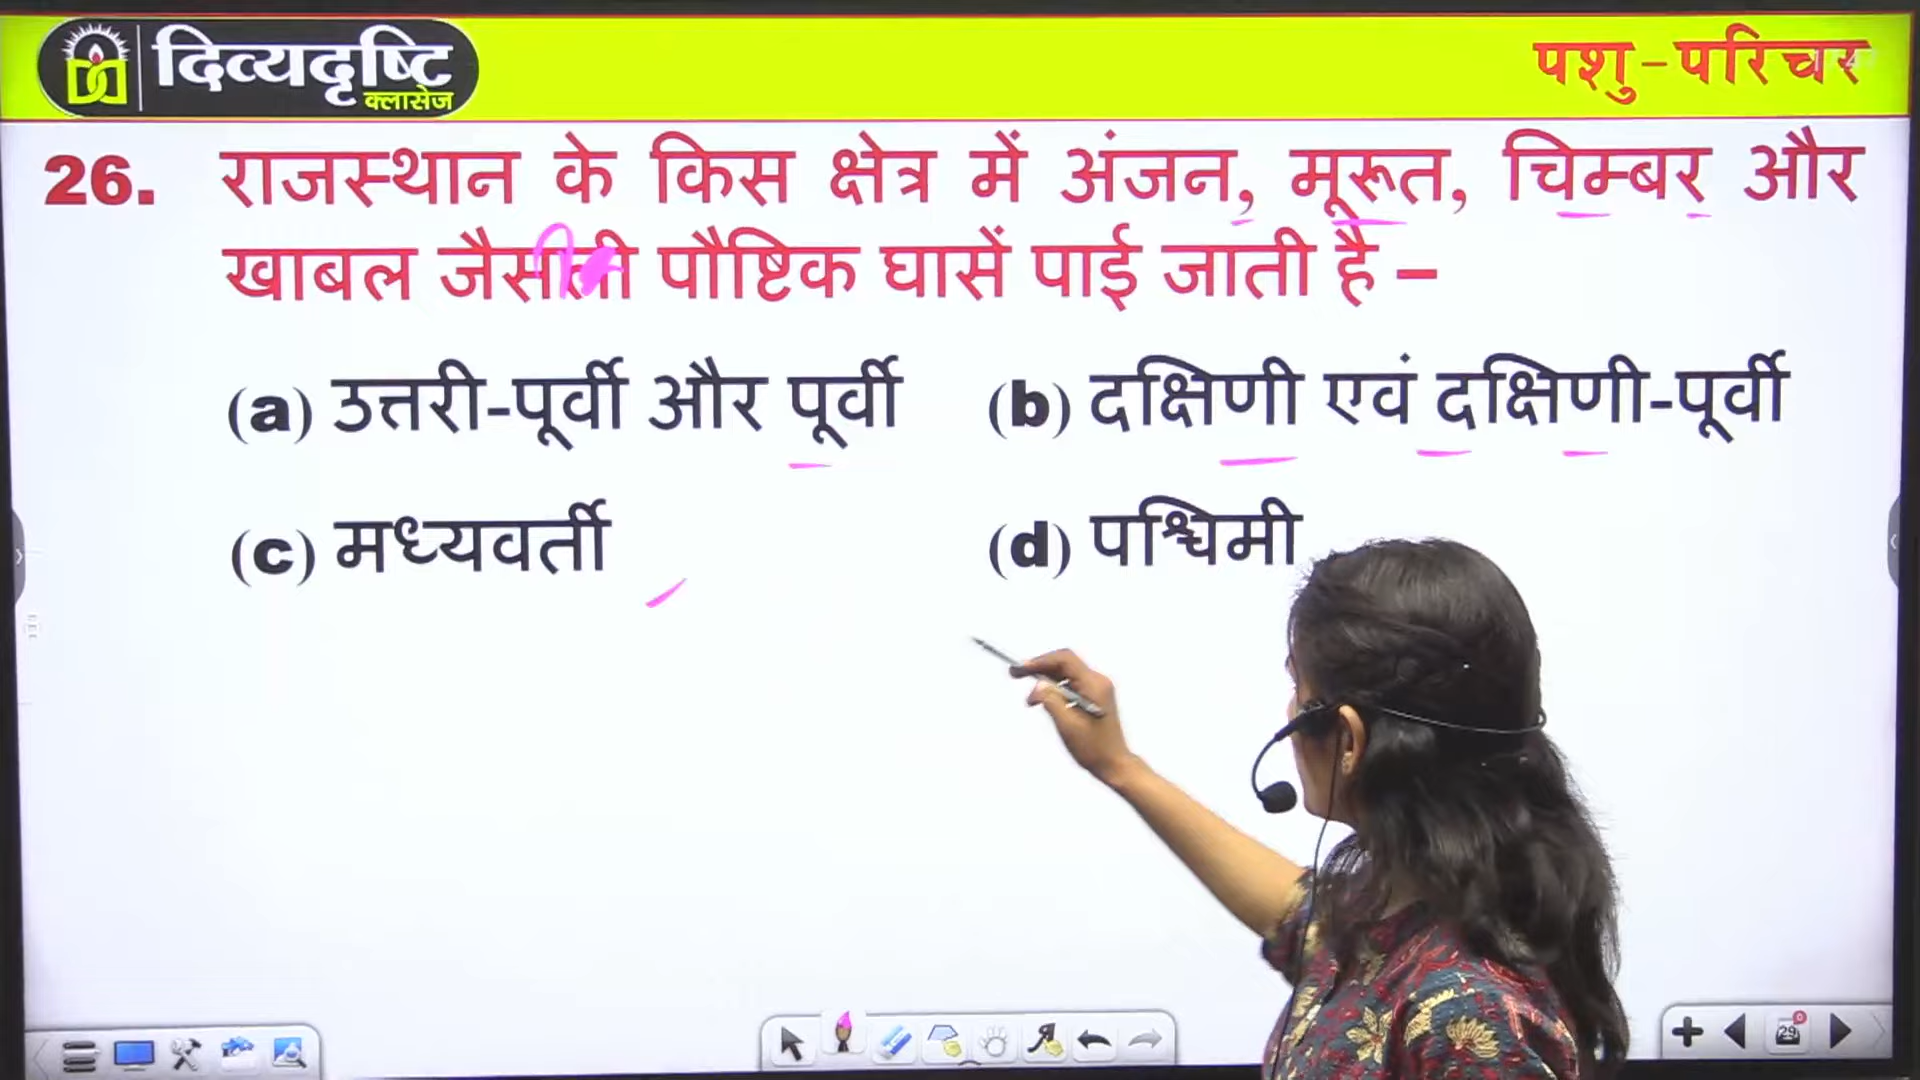 दिव्यदृष्टि
क्लासेज
पशु-परिचर
26. राजस्थान के किस क्षेत्र में अंजन, मूरूत, चिम्बर और
खाबल जैसी पौष्टिक घासें पाई जाती है –
(a) उत्तरी-पूर्वी और पूर्वी (b) दक्षिणी एवं दक्षिणी-पूर्वी
(c) मध्यवर्ती (d) पश्चिमी
29